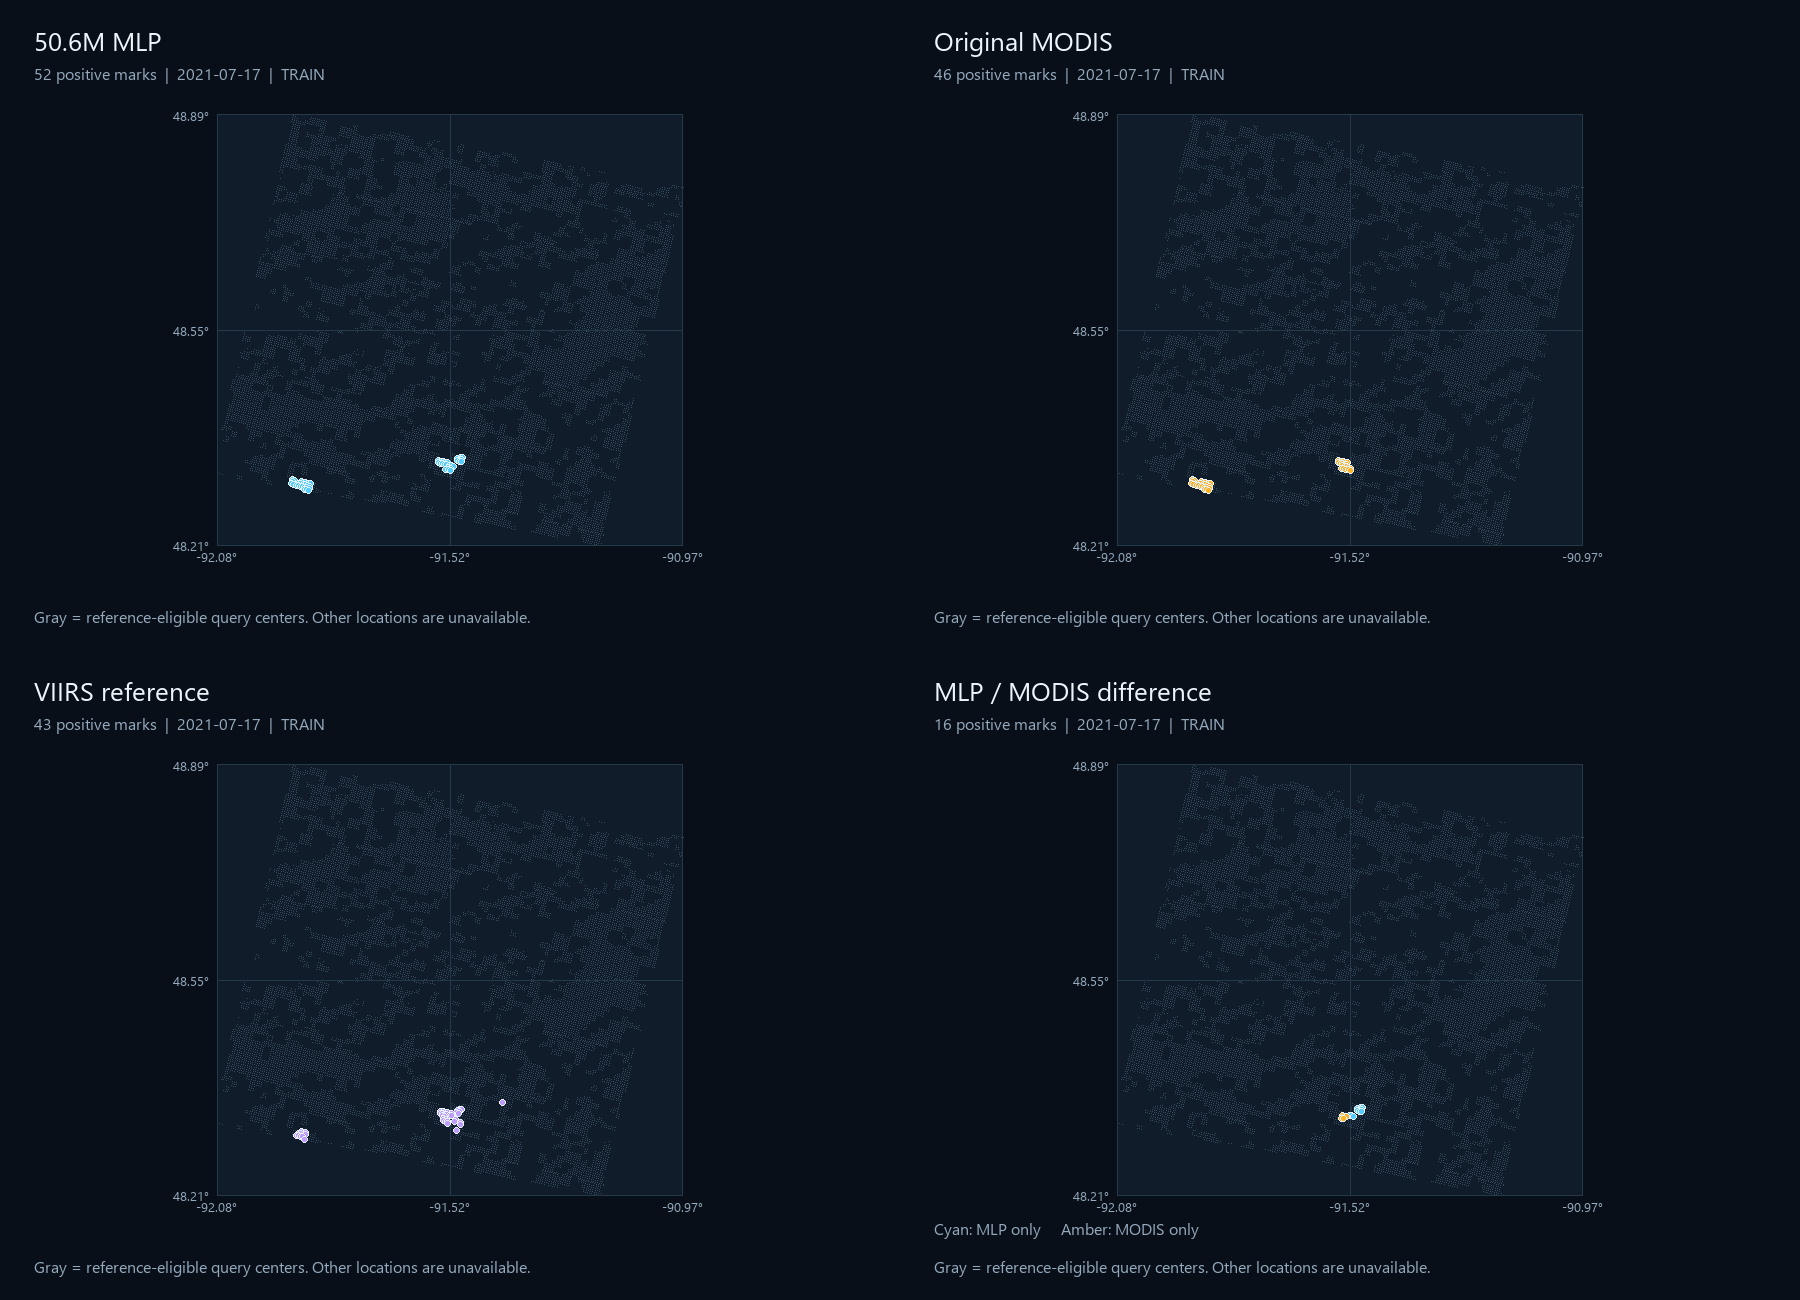 50.6M MLP
52 positive marks | 2021-07-17 | TRAIN
48.89°
48.55°
48.21°
-92.08°
-91.52°
-90.97°
Gray = reference-eligible query centers. Other locations are unavailable.
Original MODIS
46 positive marks | 2021-07-17 | TRAIN
48.89°
48.55°
48.21°
-92.08°
-91.52°
-90.97°
Gray = reference-eligible query centers. Other locations are unavailable.
VIIRS reference
43 positive marks | 2021-07-17 | TRAIN
48.89°
48.55°
48.21°
-92.08°
-91.52°
-90.97°
Gray = reference-eligible query centers. Other locations are unavailable.
MLP / MODIS difference
16 positive marks | 2021-07-17 | TRAIN
48.89°
48.55°
48.21°
-92.08°
-91.52°
-90.97°
Cyan: MLP only Amber: MODIS only
Gray = reference-eligible query centers. Other locations are unavailable.